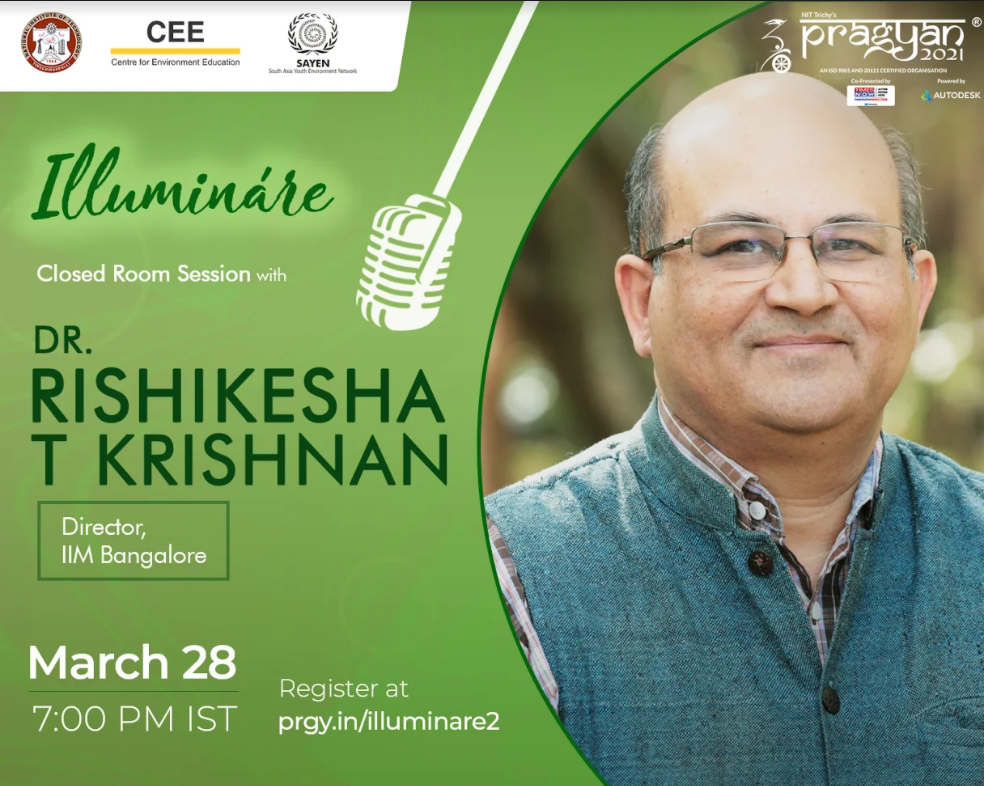 CEE
Centre for Environment Education
SAYEN
South Asia Youth Environment Network
NIT Trichy's
pragyan®
2021
AN ISO 9001 AND 20121 CERTIFIED ORGANISATION
Co-Presented by
Powered by
AUTODESK
Illumináre
Closed Room Session with
DR.
RISHIKESHA
T KRISHNAN
Director,
IIM Bangalore
March 28
7:00 PM IST
Register at
prgy.in/illuminare2